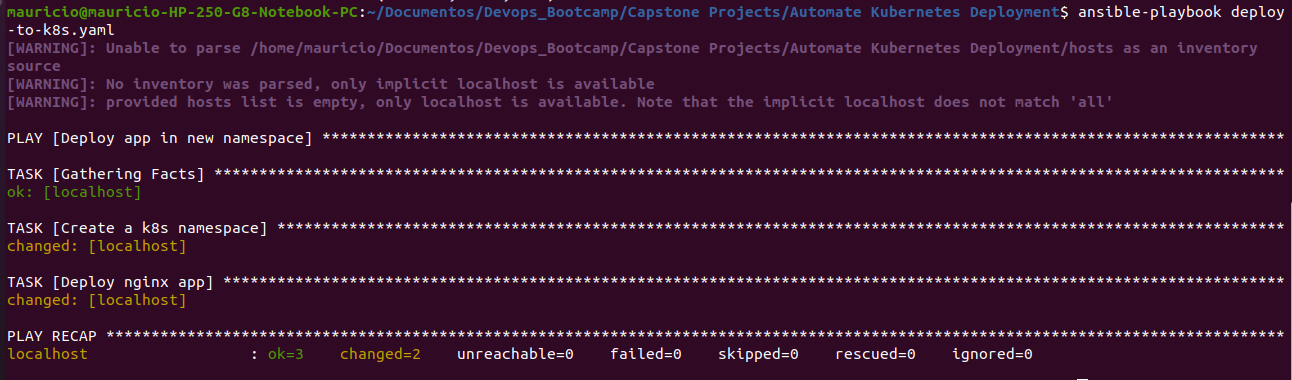 mauricio@mauricio-HP-250-G8-Notebook-PC:~/Documentos/Devops_Bootcamp/Capstone Projects/Automate Kubernetes Deployment$ ansible-playbook deploy
-to-k8s.yaml
[WARNING]: Unable to parse /home/mauricio/Documentos/Devops_Bootcamp/Capstone Projects/Automate Kubernetes Deployment/hosts as an inventory
source
[WARNING]: No inventory was parsed, only implicit localhost is available
[WARNING]: provided hosts list is empty, only localhost is available. Note that the implicit localhost does not match 'all'
PLAY [Deploy app in new namespace] ***********************************************************************************************************
TASK [Gathering Facts] ***********************************************************************************************************************
ok: [localhost]
TASK [Create a k8s namespace] ****************************************************************************************************************
changed: [localhost]
TASK [Deploy nginx app] **********************************************************************************************************************
changed: [localhost]
PLAY RECAP ***********************************************************************************************************************************
localhost                  : ok=3    changed=2    unreachable=0    failed=0    skipped=0    rescued=0    ignored=0